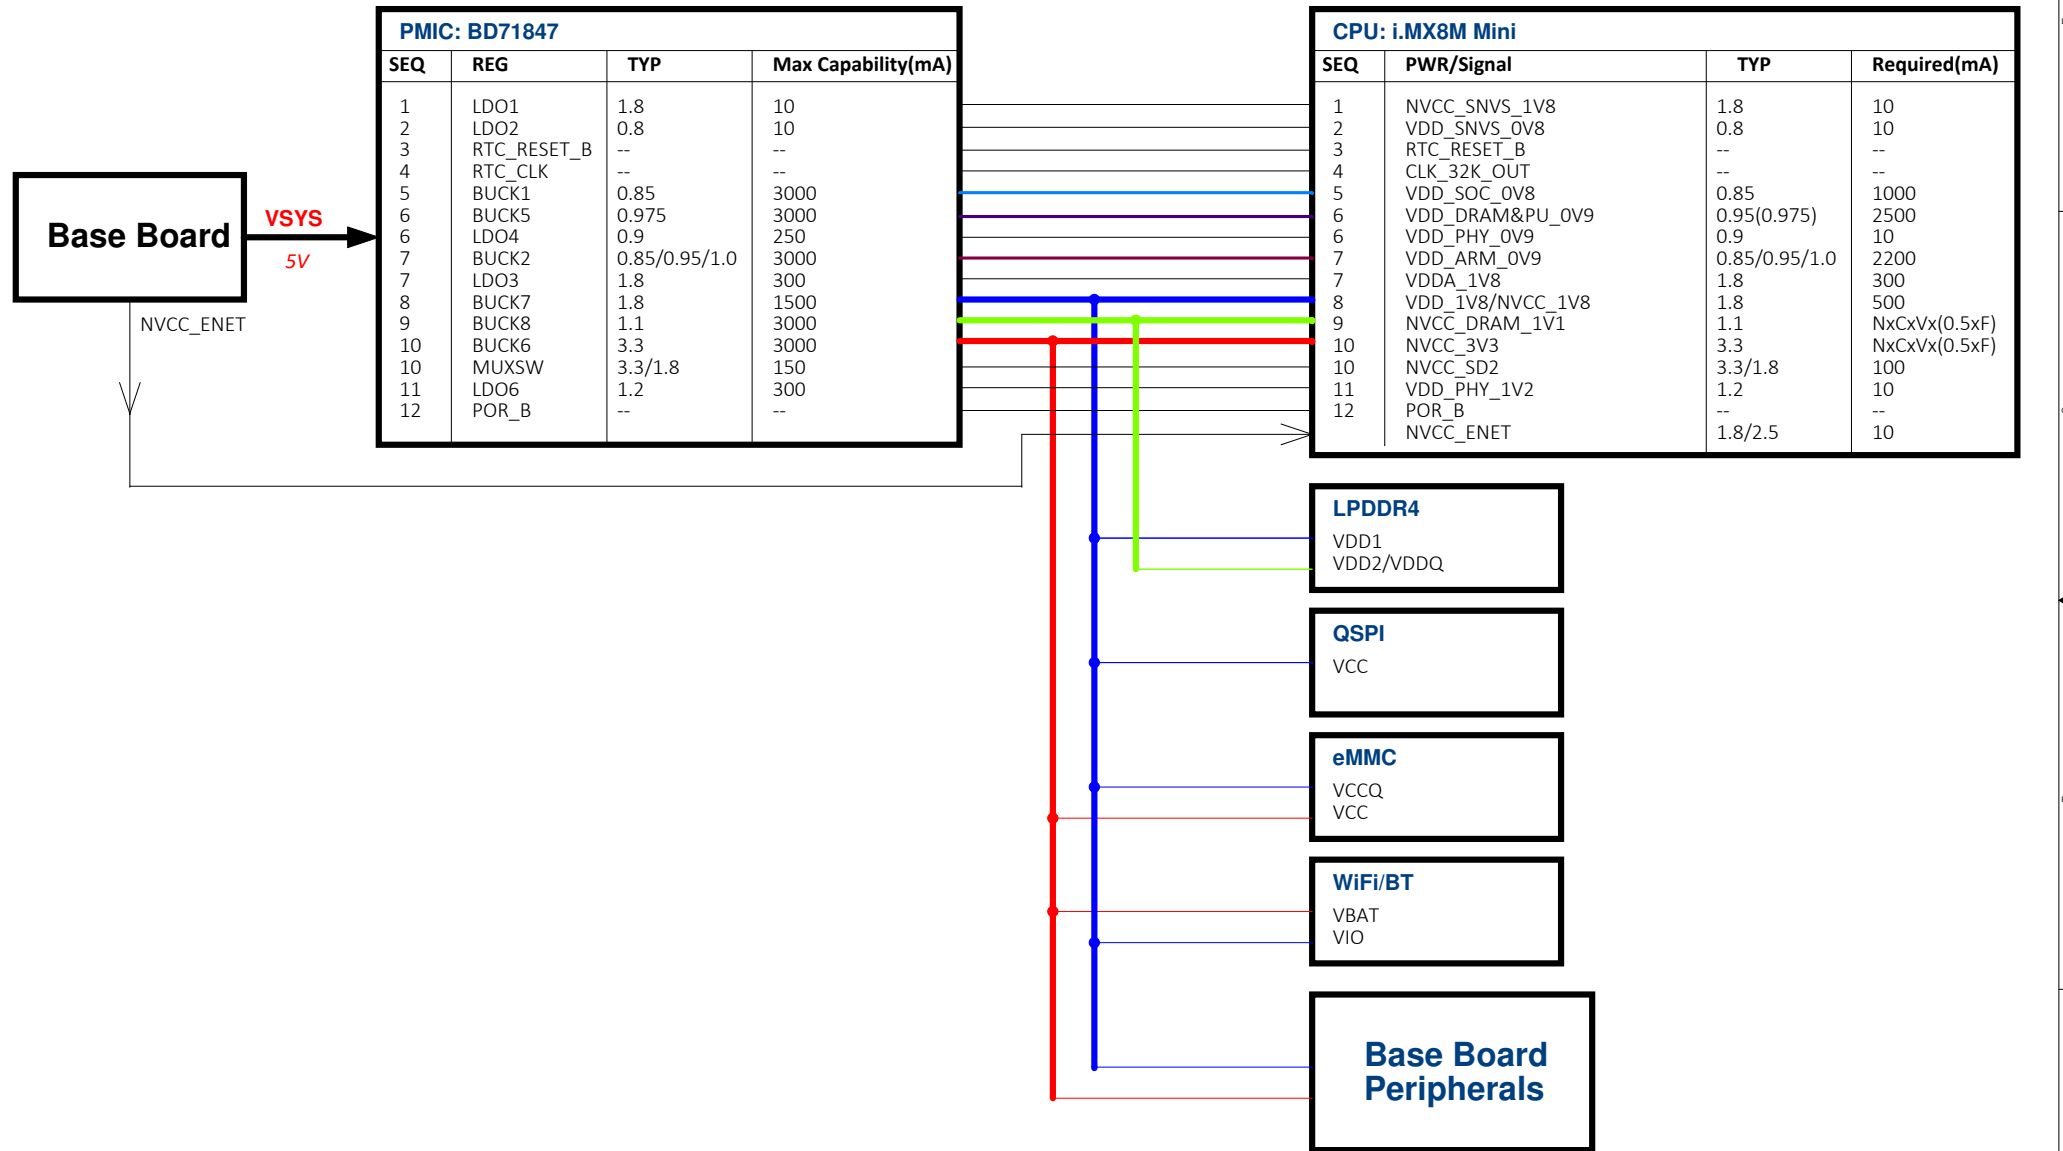 PMIC: BD71847
SEQ REG TYP Max Capability(mA)
1 LDO1 1.8 10
2 LDO2 0.8 10
3 RTC_RESET_B -- --
4 RTC_CLK -- --
5 BUCK1 0.85 3000
6 BUCK5 0.975 3000
6 LDO4 0.9 250
7 BUCK2 0.85/0.95/1.0 3000
7 LDO3 1.8 300
8 BUCK7 1.8 1500
9 BUCK8 1.1 3000
10 BUCK6 3.3 3000
10 MUXSW 3.3/1.8 150
11 LDO6 1.2 300
12 POR_B -- --
CPU: i.MX8M Mini
SEQ PWR/Signal TYP Required(mA)
1 NVCC_SNVS_1V8 1.8 10
2 VDD_SNVS_0V8 0.8 10
3 RTC_RESET_B -- --
4 CLK_32K_OUT -- --
5 VDD_SOC_0V8 0.85 1000
6 VDD_DRAM&PU_0V9 0.95(0.975) 2500
6 VDD_PHY_0V9 0.9 10
7 VDD_ARM_0V9 0.85/0.95/1.0 2200
7 VDDA_1V8 1.8 300
8 VDD_1V8/NVCC_1V8 1.8 500
9 NVCC_DRAM_1V1 1.1 NxCxVx(0.5xF)
10 NVCC_3V3 3.3 NxCxVx(0.5xF)
10 NVCC_SD2 3.3/1.8 100
11 VDD_PHY_1V2 1.2 10
12 POR_B -- --
NVCC_ENET 1.8/2.5 10
Base Board
VSYS
5V
NVCC_ENET
LPDDR4
VDD1
VDD2/VDDQ
QSPI
VCC
eMMC
VCCQ
VCC
WiFi/BT
VBAT
VIO
Base Board
Peripherals